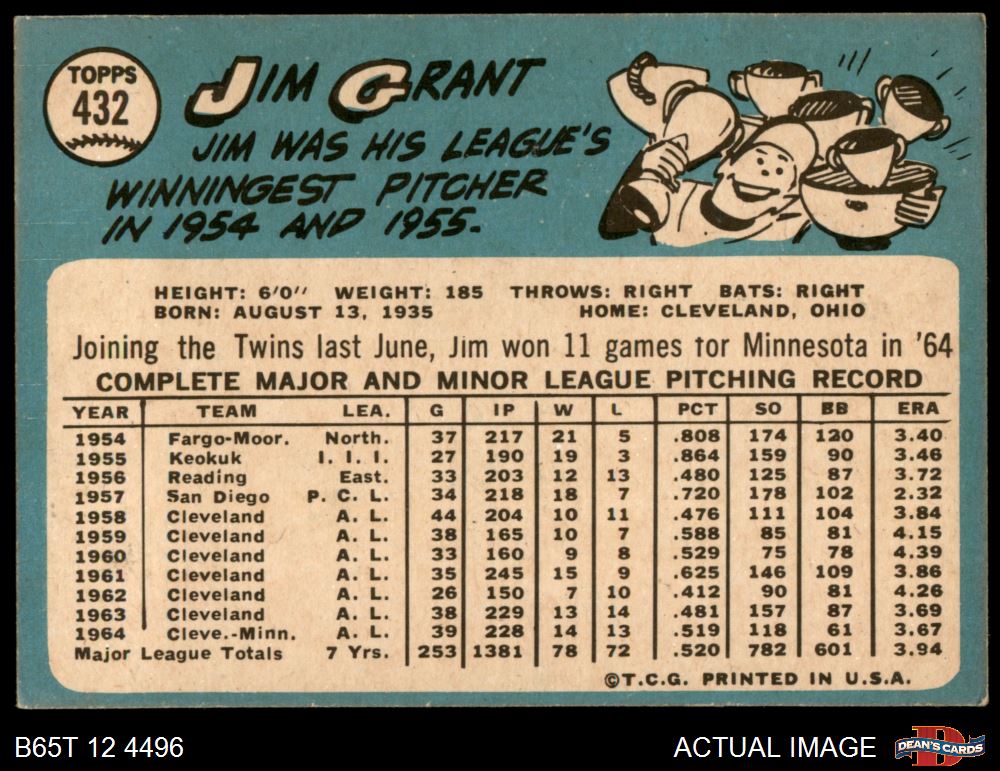 TOPPS
432
JIM GRANT
JIM WAS HIS LEAGUE'S
WINNINGEST PITCHER
IN 1954 AND 1955.
HEIGHT: 6'0" WEIGHT: 185 THROWS: RIGHT BATS: RIGHT
BORN: AUGUST 13, 1935 HOME: CLEVELAND, OHIO
Joining the Twins last June, Jim won 11 games for Minnesota in '64
COMPLETE MAJOR AND MINOR LEAGUE PITCHING RECORD
YEAR TEAM LEA. G IP W L PCT SO BB ERA
1954 Fargo-Moor. North. 37 217 21 5 .808 174 120 3.40
1955 Keokuk I. I. I. 27 190 19 3 .864 159 90 3.46
1956 Reading East. 33 203 12 13 .480 125 87 3.72
1957 San Diego P. C. L. 34 218 18 7 .720 178 102 2.32
1958 Cleveland A. L. 44 204 10 11 .476 111 104 3.84
1959 Cleveland A. L. 38 165 10 7 .588 85 81 4.15
1960 Cleveland A. L. 33 160 9 8 .529 75 78 4.39
1961 Cleveland A. L. 35 245 15 9 .625 146 109 3.86
1962 Cleveland A. L. 26 150 7 10 .412 90 81 4.26
1963 Cleveland A. L. 38 229 13 14 .481 157 87 3.69
1964 Cleve.-Minn. A. L. 39 228 14 13 .519 118 61 3.67
Major League Totals 7 Yrs. 253 1381 78 72 .520 782 601 3.94
©T.C.G. PRINTED IN U.S.A.
B65T 12 4496 ACTUAL IMAGE DEAN'S CARDS